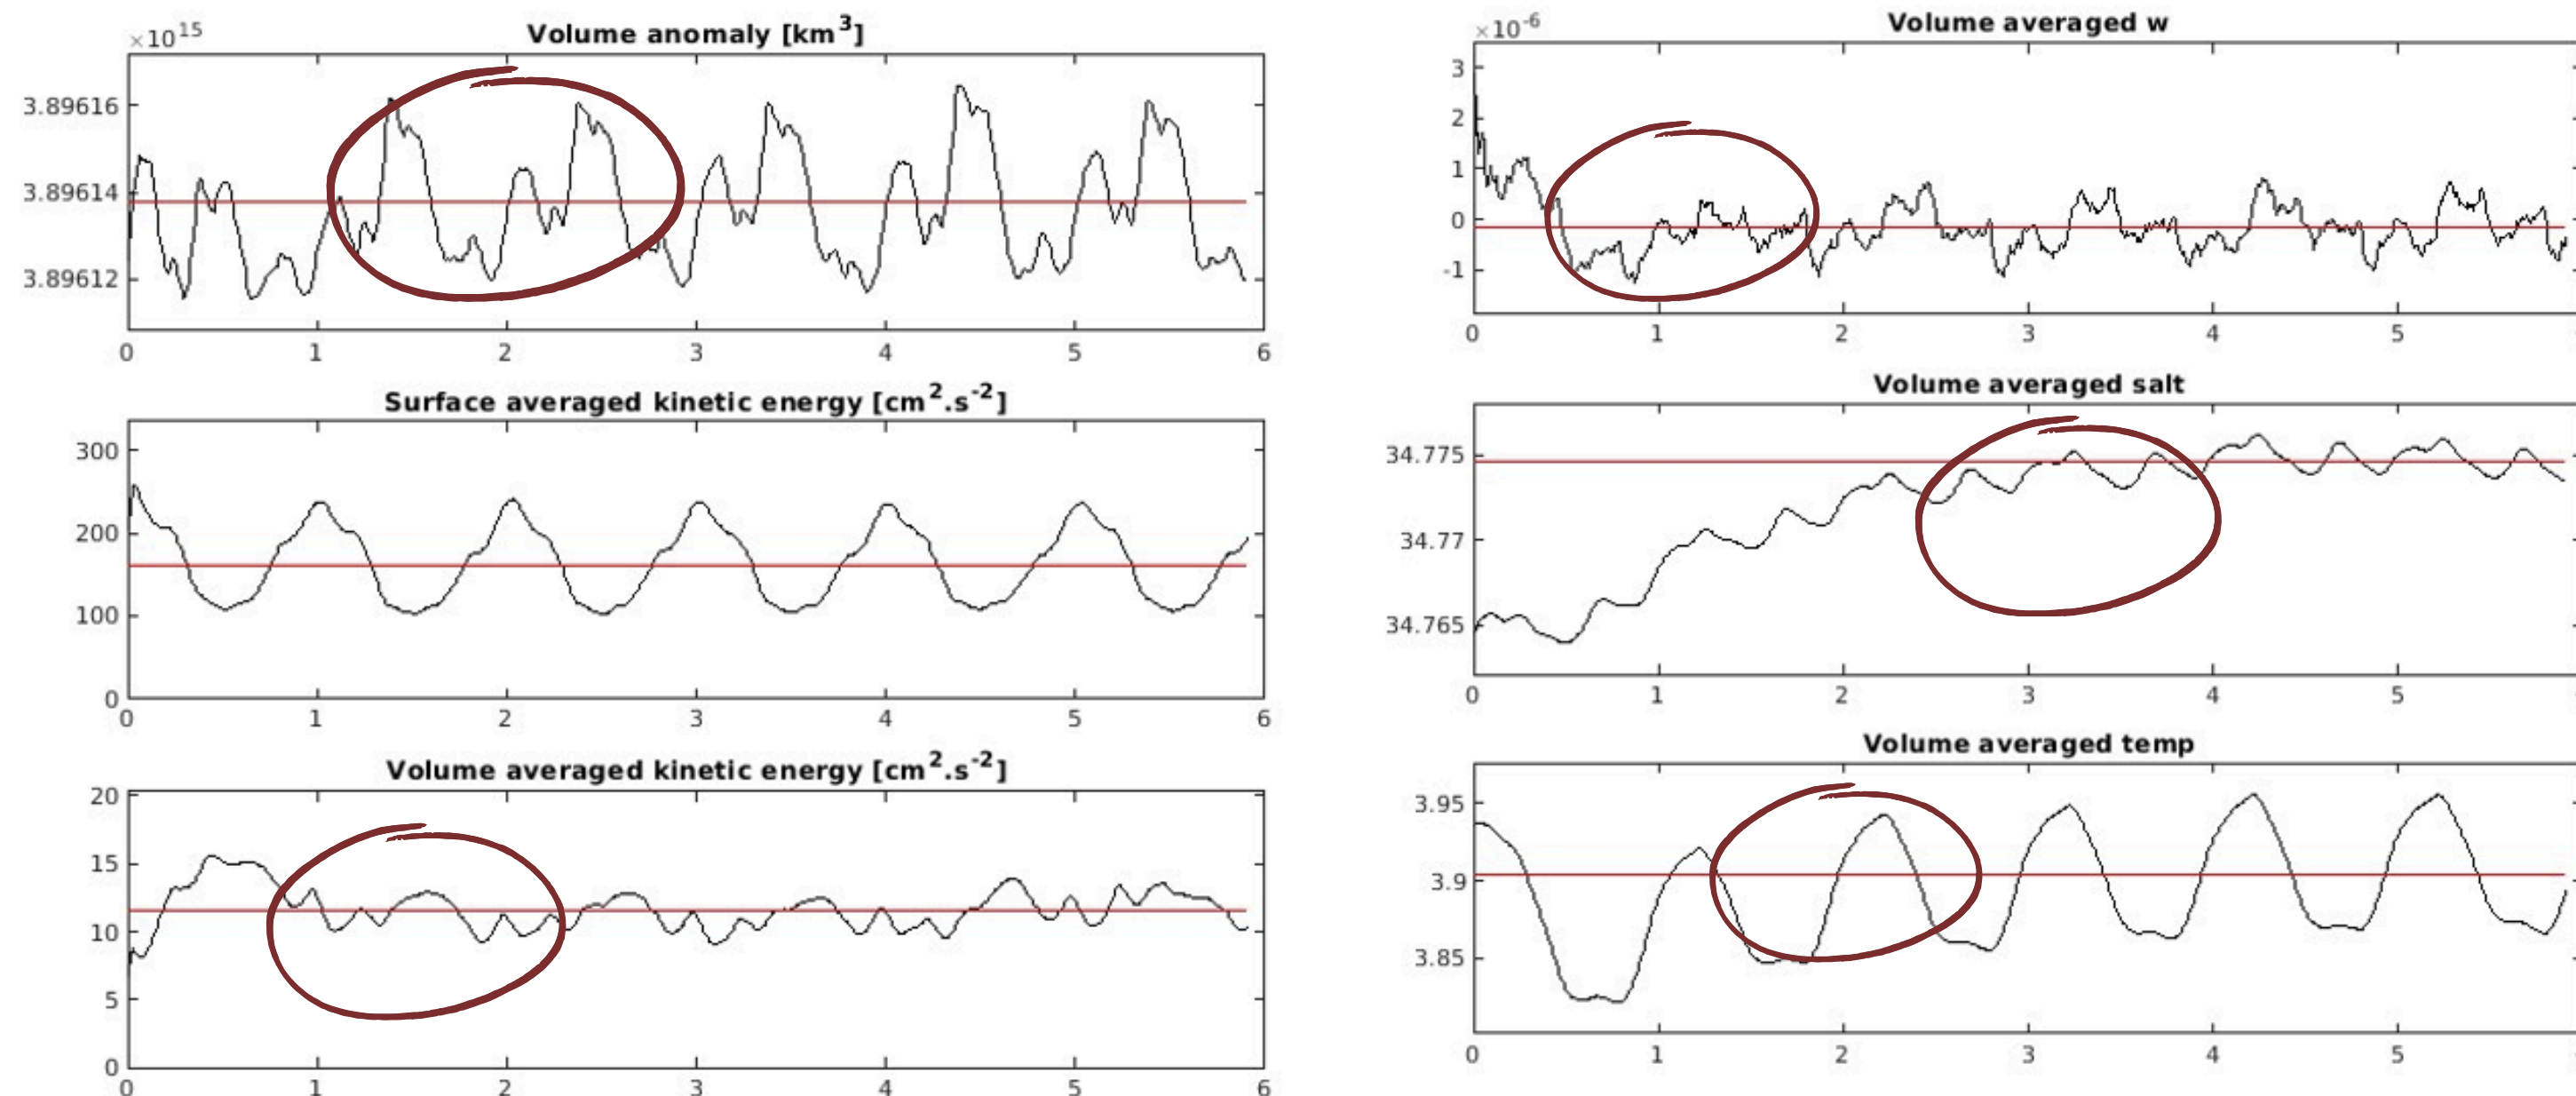 ×10^15
Volume anomaly [km^3]
3.89616
3.89614
3.89612
0 1 2 3 4 5 6
Surface averaged kinetic energy [cm^2.s^-2]
300
200
100
0
0 1 2 3 4 5 6
Volume averaged kinetic energy [cm^2.s^-2]
20
15
10
5
0
0 1 2 3 4 5 6
×10^-6
Volume averaged w
3
2
1
0
-1
0 1 2 3 4 5
Volume averaged salt
34.775
34.77
34.765
0 1 2 3 4 5
Volume averaged temp
3.95
3.9
3.85
0 1 2 3 4 5